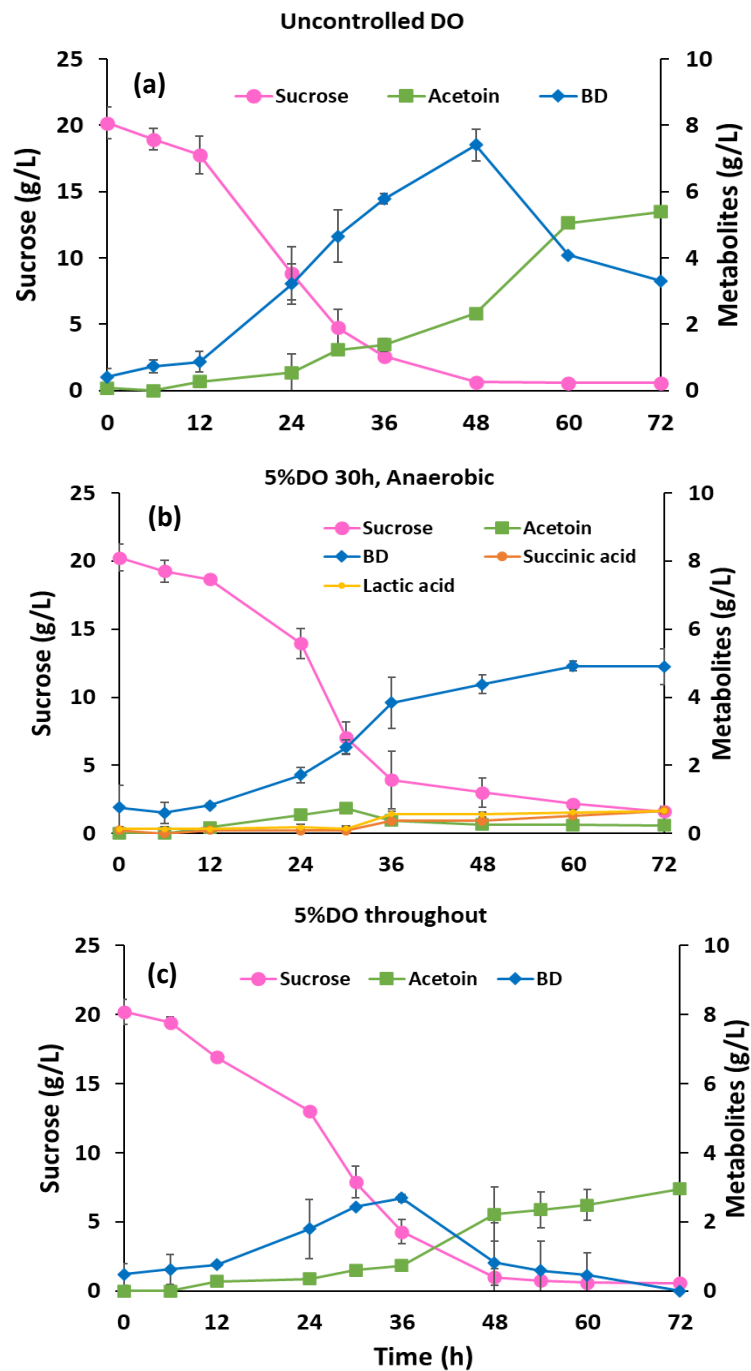 Uncontrolled DO
(a)
Sucrose Acetoin BD
Sucrose (g/L)
25
20
15
10
5
0
Metabolites (g/L)
10
8
6
4
2
0
0 12 24 36 48 60 72
5%DO 30h, Anaerobic
(b)
Sucrose Acetoin
BD Succinic acid
Lactic acid
Sucrose (g/L)
25
20
15
10
5
0
Metabolites (g/L)
10
8
6
4
2
0
0 12 24 36 48 60 72
5%DO throughout
(c)
Sucrose Acetoin BD
Sucrose (g/L)
25
20
15
10
5
0
Metabolites (g/L)
10
8
6
4
2
0
0 12 24 36 48 60 72
Time (h)